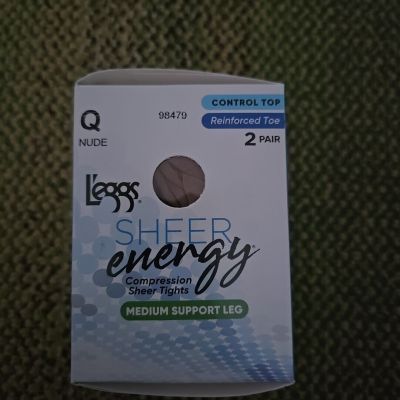 CONTROL TOP
Q
98479
Reinforced Toe
NUDE
2 PAIR
L'eggs®
SHEER
energy®
Compression
Sheer Tights
MEDIUM SUPPORT LEG